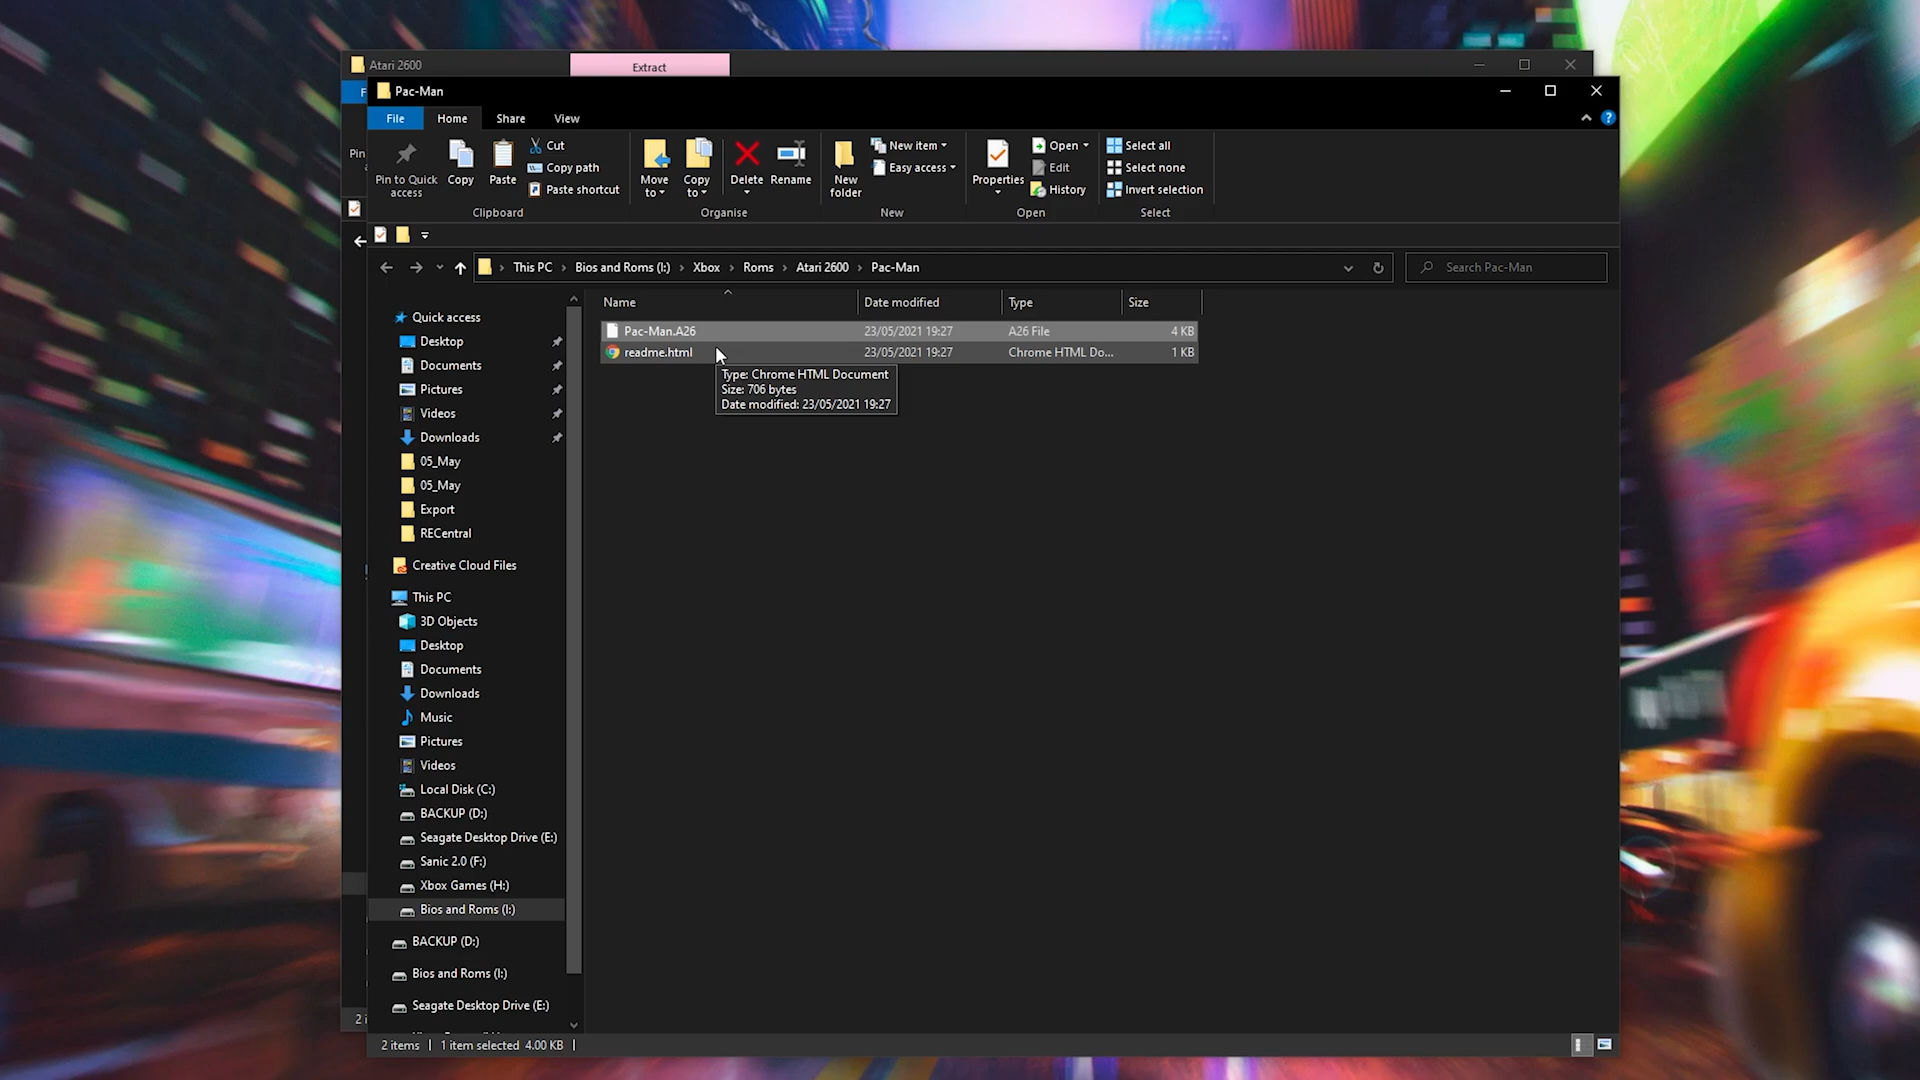 Atari 2600
Extract
Pac-Man
File
Home
Share
View
Pin to Quick access
Copy
Paste
Cut
Copy path
Paste shortcut
Clipboard
Move to
Copy to
Delete
Rename
Organise
New folder
New item
Easy access
New
Properties
Open
Edit
History
Open
Select all
Select none
Invert selection
Select
Pin
This PC > Bios and Roms (I:) > Xbox > Roms > Atari 2600 > Pac-Man
Search Pac-Man
Name Date modified Type Size
Pac-Man.A26 23/05/2021 19:27 A26 File 4 KB
readme.html 23/05/2021 19:27 Chrome HTML Do... 1 KB
Type: Chrome HTML Document
Size: 706 bytes
Date modified: 23/05/2021 19:27
Quick access
Desktop
Documents
Pictures
Videos
Downloads
05_May
05_May
Export
RECentral
Creative Cloud Files
This PC
3D Objects
Desktop
Documents
Downloads
Music
Pictures
Videos
Local Disk (C:)
BACKUP (D:)
Seagate Desktop Drive (E:)
Sanic 2.0 (F:)
Xbox Games (H:)
Bios and Roms (I:)
BACKUP (D:)
Bios and Roms (I:)
Seagate Desktop Drive (E:)
2 items | 1 item selected 4.00 KB |